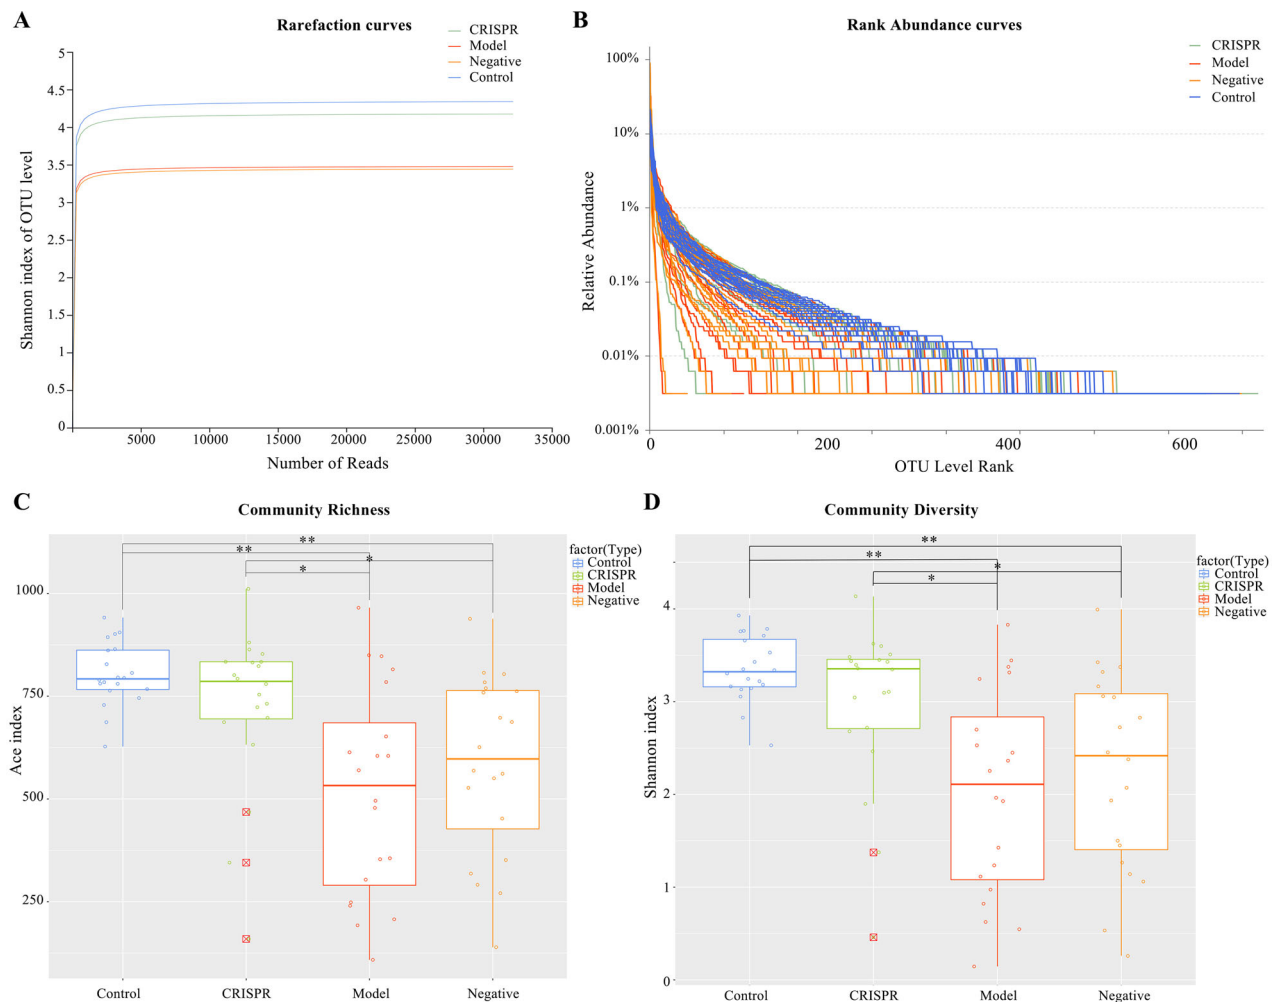 A
Rarefaction curves
CRISPR
Model
Negative
Control
5
4.5
4
3.5
3
2.5
2
1.5
1
0.5
0
Shannon index of OTU level
5000 10000 15000 20000 25000 30000 35000
Number of Reads
B
Rank Abundance curves
CRISPR
Model
Negative
Control
100%
10%
1%
0.1%
0.01%
0.001%
Relative Abundance
0 200 400 600
OTU Level Rank
C
Community Richness
**
**
*
*
factor(Type)
Control
CRISPR
Model
Negative
1000
750
500
250
Ace index
Control CRISPR Model Negative
D
Community Diversity
**
**
*
*
factor(Type)
Control
CRISPR
Model
Negative
4
3
2
1
0
Shannon index
Control CRISPR Model Negative